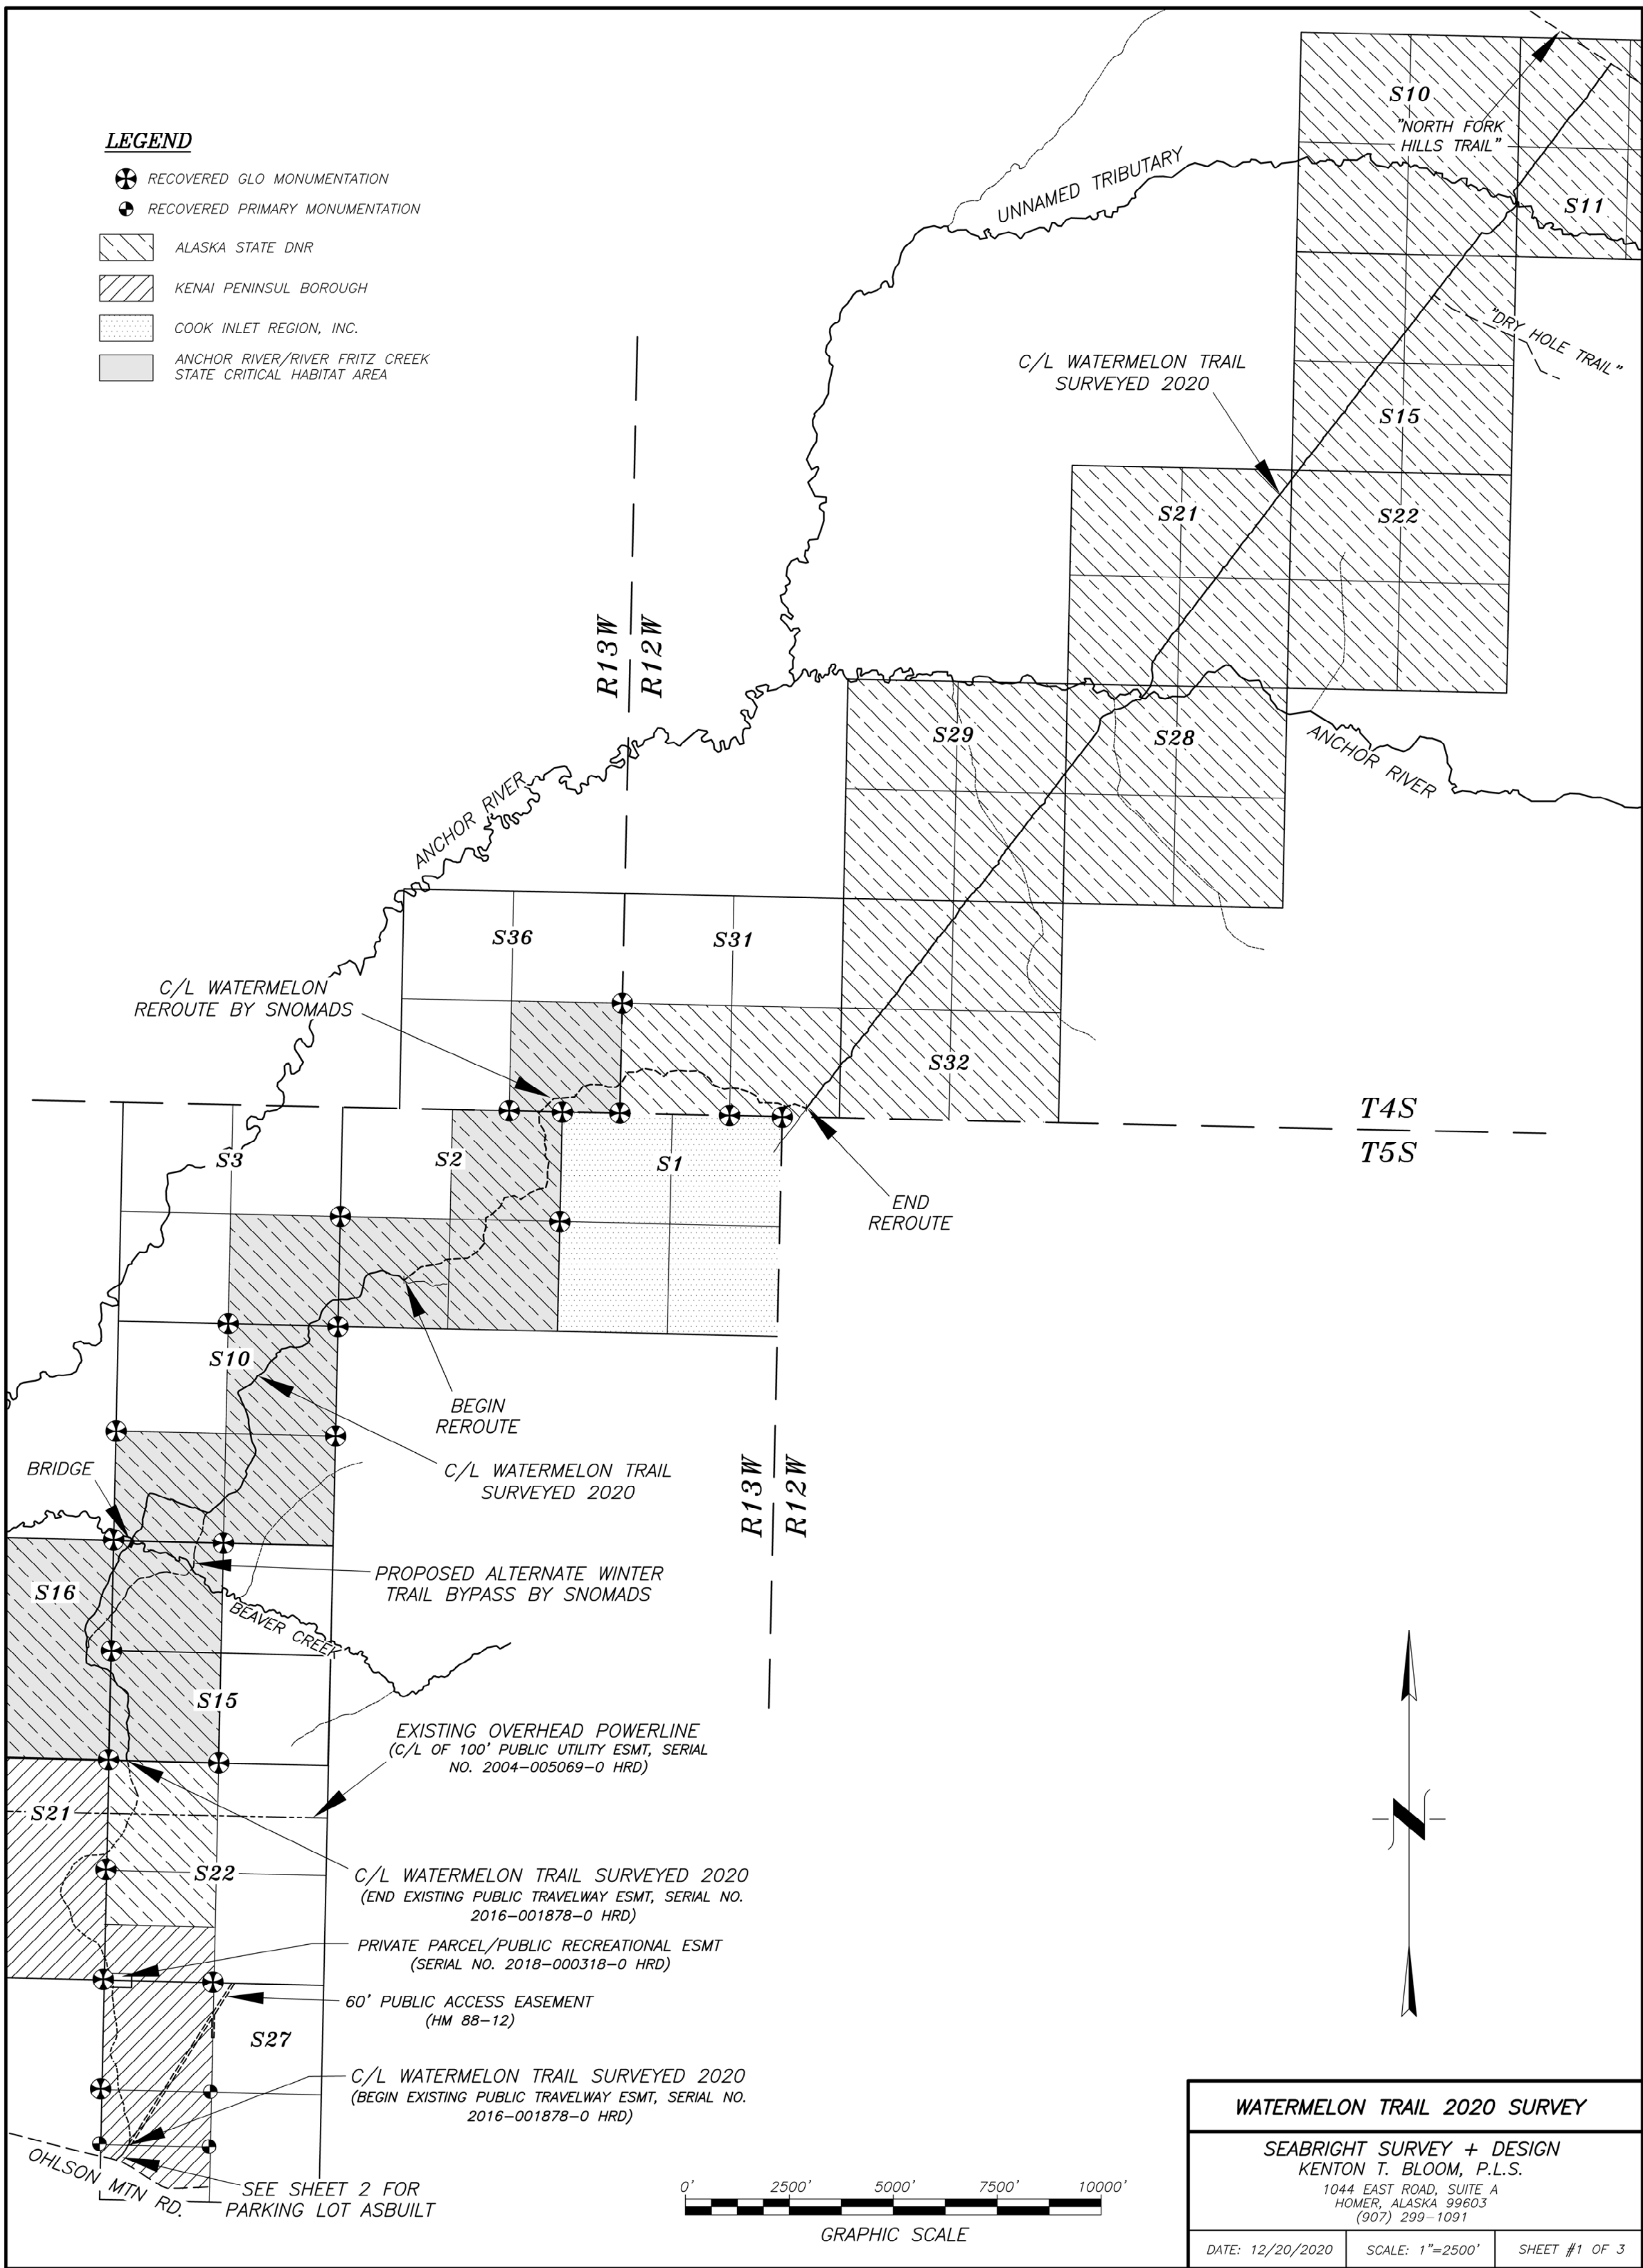 LEGEND
RECOVERED GLO MONUMENTATION
RECOVERED PRIMARY MONUMENTATION
ALASKA STATE DNR
KENAI PENINSUL BOROUGH
COOK INLET REGION, INC.
ANCHOR RIVER/RIVER FRITZ CREEK
STATE CRITICAL HABITAT AREA
S10
"NORTH FORK
HILLS TRAIL"
UNNAMED TRIBUTARY
S11
"DRY HOLE TRAIL"
C/L WATERMELON TRAIL
SURVEYED 2020
S15
S21
S22
R13W
R12W
S29
S28
ANCHOR RIVER
ANCHOR RIVER
S36
S31
C/L WATERMELON
REROUTE BY SNOMADS
S32
T4S
T5S
S3
S2
S1
END
REROUTE
S10
BEGIN
REROUTE
C/L WATERMELON TRAIL
SURVEYED 2020
BRIDGE
R13W
R12W
PROPOSED ALTERNATE WINTER
TRAIL BYPASS BY SNOMADS
S16
BEAVER CREEK
S15
EXISTING OVERHEAD POWERLINE
(C/L OF 100' PUBLIC UTILITY ESMT, SERIAL
NO. 2004-005069-0 HRD)
S21
S22
C/L WATERMELON TRAIL SURVEYED 2020
(END EXISTING PUBLIC TRAVELWAY ESMT, SERIAL NO.
2016-001878-0 HRD)
PRIVATE PARCEL/PUBLIC RECREATIONAL ESMT
(SERIAL NO. 2018-000318-0 HRD)
60' PUBLIC ACCESS EASEMENT
(HM 88-12)
S27
C/L WATERMELON TRAIL SURVEYED 2020
(BEGIN EXISTING PUBLIC TRAVELWAY ESMT, SERIAL NO.
2016-001878-0 HRD)
OHLSON MTN RD.
SEE SHEET 2 FOR
PARKING LOT ASBUILT
0' 2500' 5000' 7500' 10000'
GRAPHIC SCALE
N
WATERMELON TRAIL 2020 SURVEY
SEABRIGHT SURVEY + DESIGN
KENTON T. BLOOM, P.L.S.
1044 EAST ROAD, SUITE A
HOMER, ALASKA 99603
(907) 299-1091
DATE: 12/20/2020 SCALE: 1"=2500' SHEET #1 OF 3